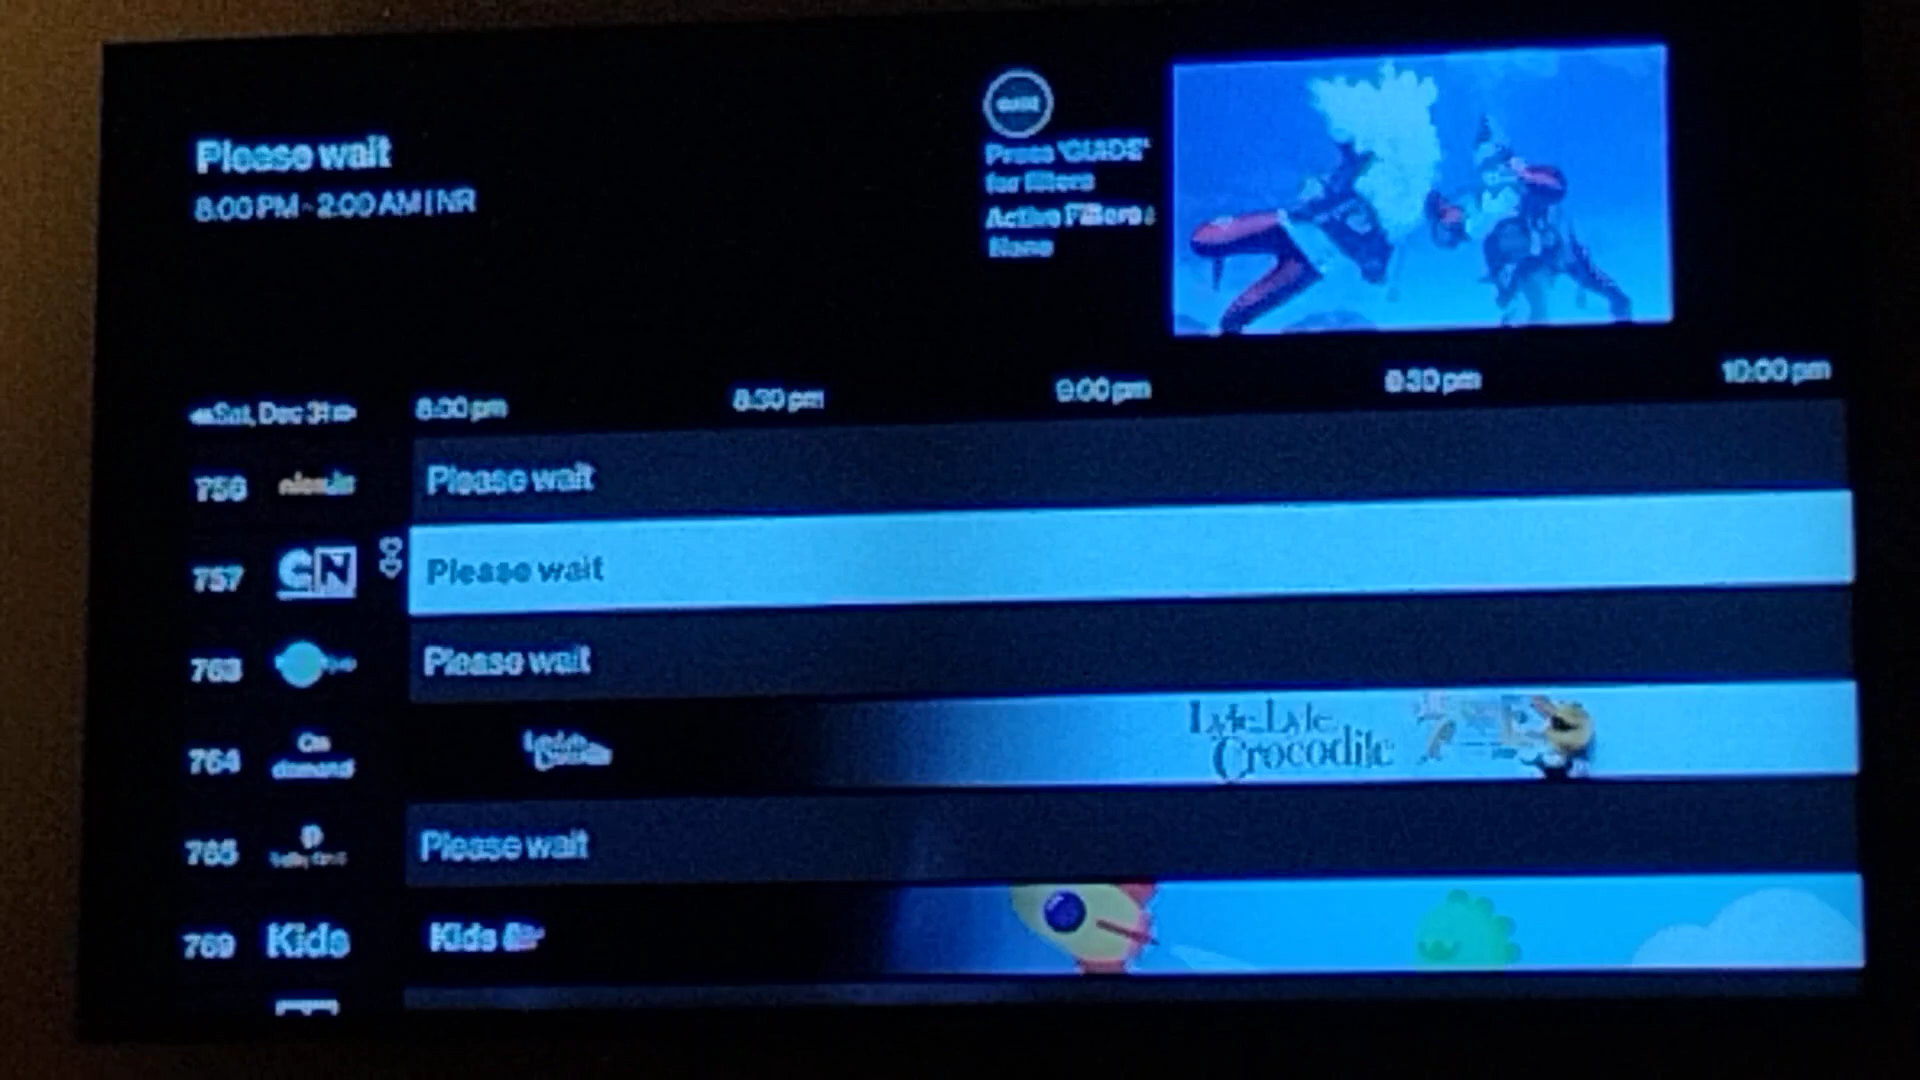 Please wait
8:00 PM - 2:00 AM | NR
Press 'GUIDE'
for filters
Active Filters:
None
Sat, Dec 31
8:00 pm
8:30 pm
9:00 pm
9:30 pm
10:00 pm
756
Please wait
757 CN
Please wait
763
Please wait
764 On demand
Lyle, Lyle, Crocodile
765
Please wait
769 Kids
Kids